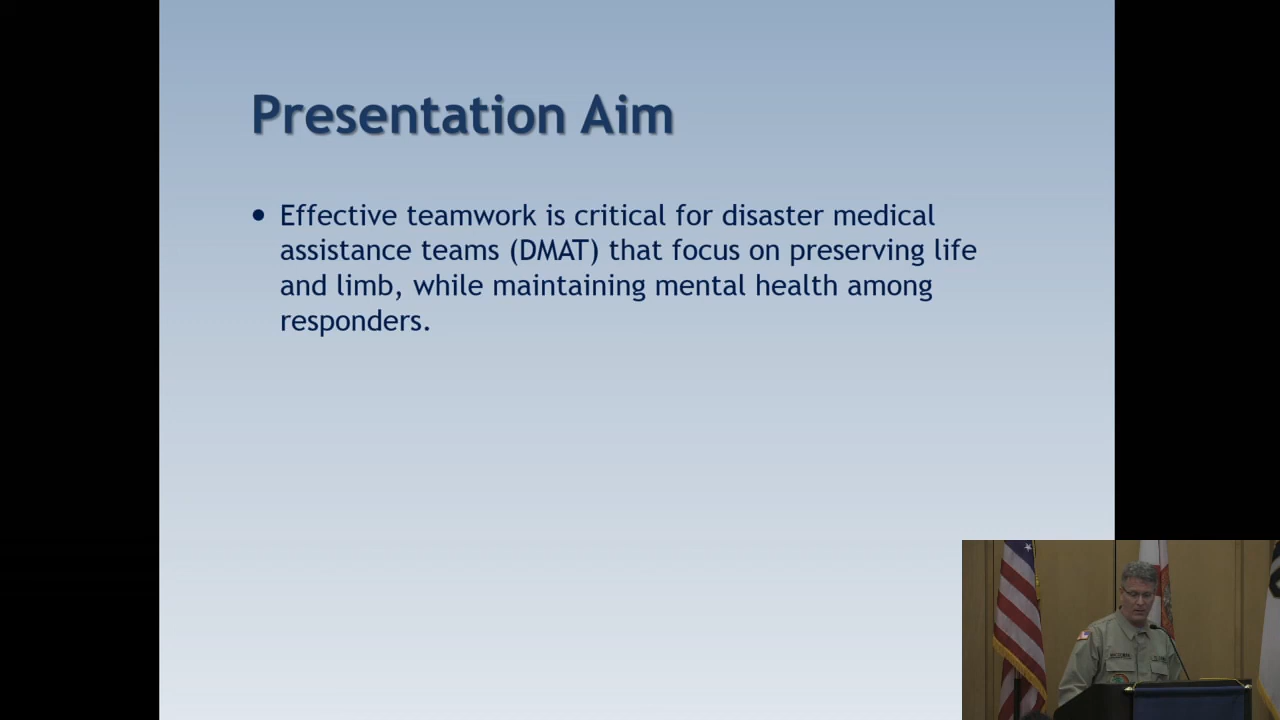 Presentation Aim
• Effective teamwork is critical for disaster medical
assistance teams (DMAT) that focus on preserving life
and limb, while maintaining mental health among
responders.